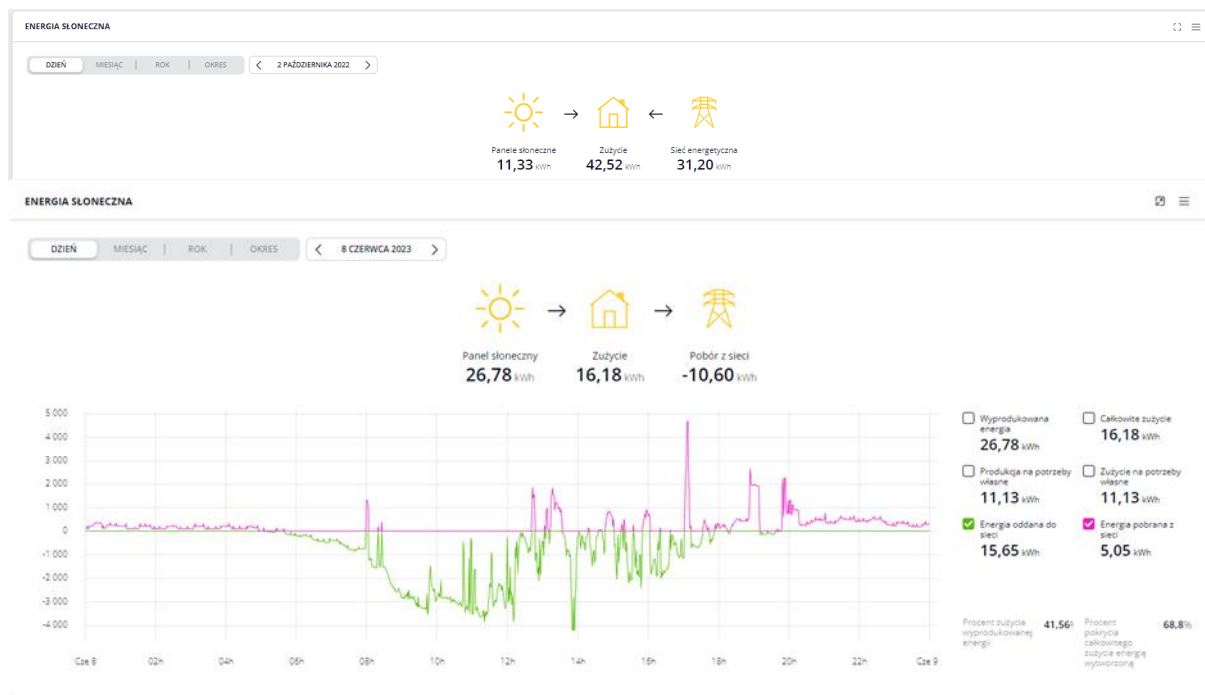 ENERGIA SŁONECZNA
DZIEŃ MIESIĄC ROK OKRES 2 PAŹDZIERNIKA 2022
Panele słoneczne Zużycie Sieć energetyczna
11,33 kWh 42,52 kWh 31,20 kWh
ENERGIA SŁONECZNA
DZIEŃ MIESIĄC ROK OKRES 8 CZERWCA 2023
Panel słoneczny Zużycie Pobór z sieci
26,78 kWh 16,18 kWh -10,60 kWh
5 000
4 000
3 000
2 000
1 000
0
-1 000
-2 000
-3 000
-4 000
Cze 8 02h 04h 06h 08h 10h 12h 14h 16h 18h 20h 22h Cze 9
Wyprodukowana
energia
26,78 kWh
Całkowite zużycie
16,18 kWh
Produkcja na potrzeby
własne
11,13 kWh
Zużycie na potrzeby
własne
11,13 kWh
Energia oddana do
sieci
15,65 kWh
Energia pobrana z
sieci
5,05 kWh
Procent zużycia
wyprodukowanej
energii
41,56%
Procent
pokrycia
całkowitego
zużycia energię
wytworzoną
68,8%